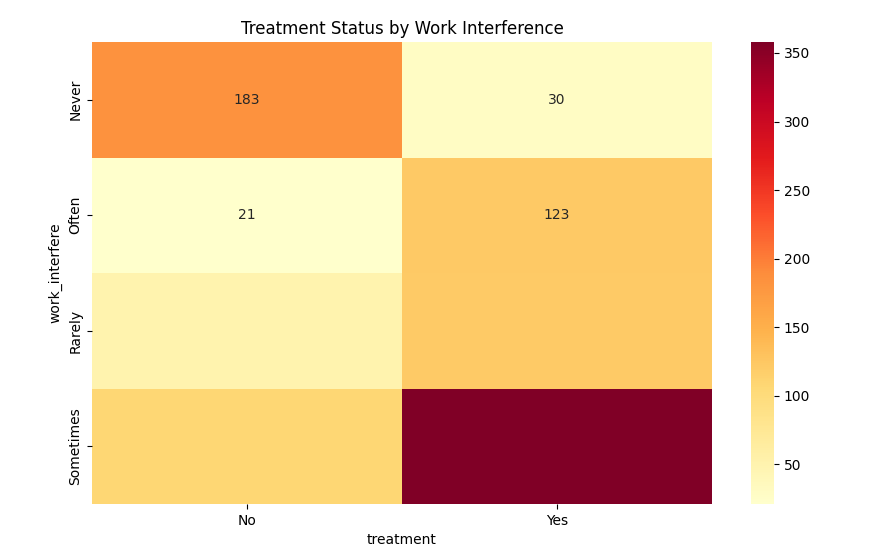 Treatment Status by Work Interference
work_interfere
Never
183
30
Often
21
123
Rarely
Sometimes
No
Yes
treatment
350
300
250
200
150
100
50